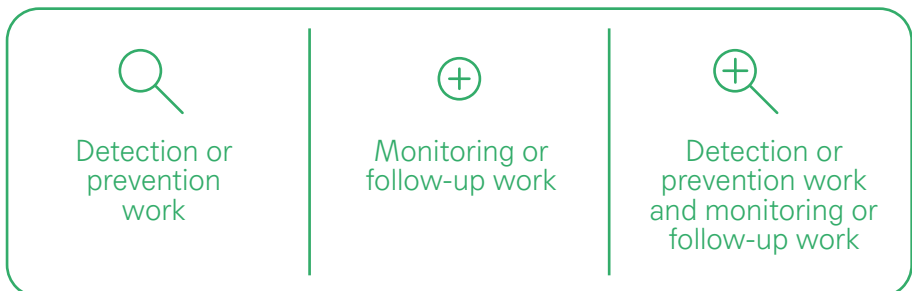 Detection or
prevention
work
Monitoring or
follow-up work
Detection or
prevention work
and monitoring or
follow-up work